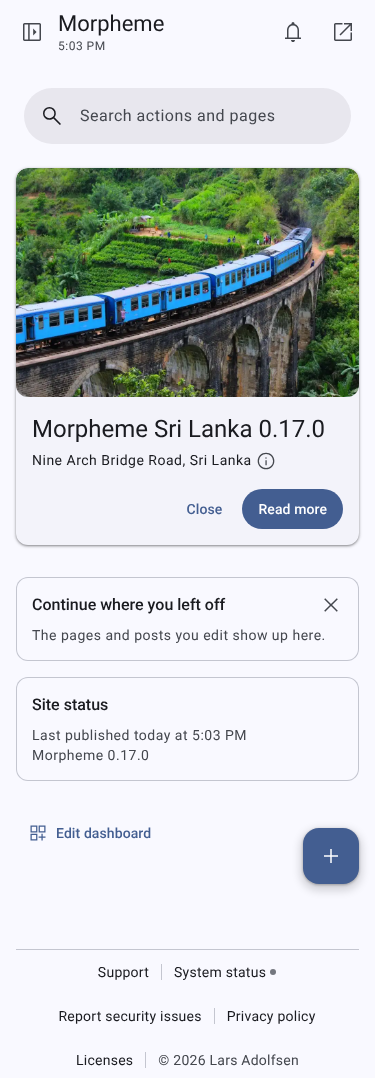 Morpheme
5:03 PM
Search actions and pages
Morpheme Sri Lanka 0.17.0
Nine Arch Bridge Road, Sri Lanka
Close
Read more
Continue where you left off
The pages and posts you edit show up here.
Site status
Last published today at 5:03 PM
Morpheme 0.17.0
Edit dashboard
Support
System status
Report security issues
Privacy policy
Licenses
© 2026 Lars Adolfsen